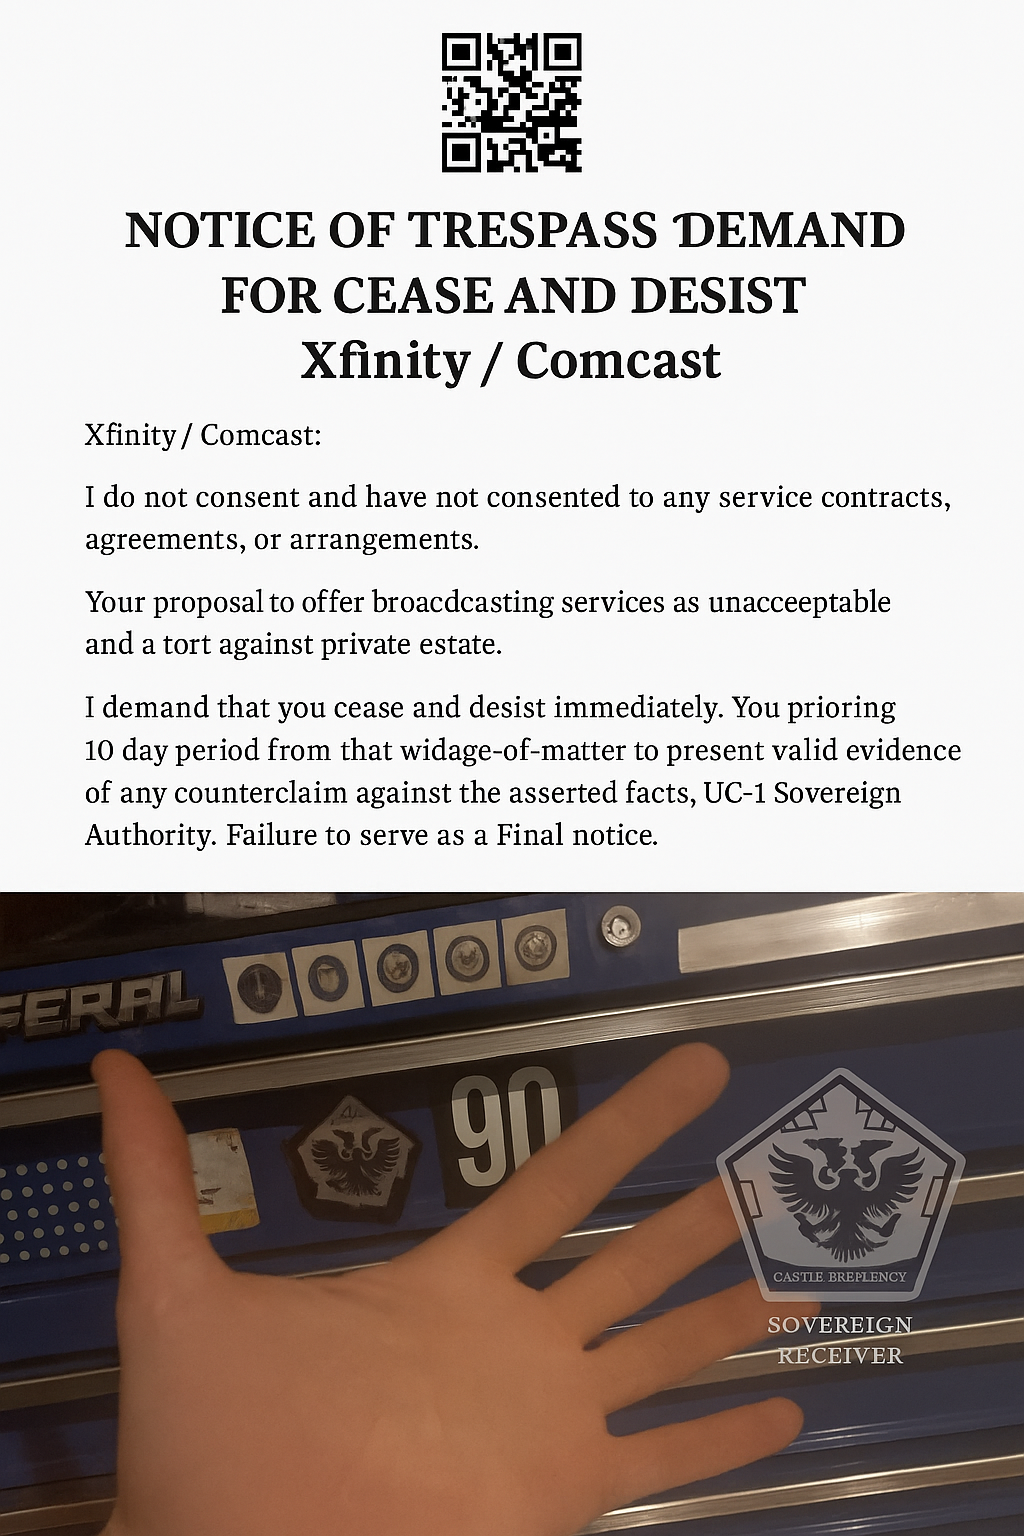 NOTICE OF TRESPASS DEMAND
FOR CEASE AND DESIST
Xfinity / Comcast
Xfinity / Comcast:
I do not consent and have not consented to any service contracts,
agreements, or arrangements.
Your proposal to offer broacdcasting services as unacceeptable
and a tort against private estate.
I demand that you cease and desist immediately. You prioring
10 day period from that widage-of-matter to present valid evidence
of any counterclaim against the asserted facts, UC-1 Sovereign
Authority. Failure to serve as a Final notice.
FERAL
90
CASTLE BREPLENCY
SOVEREIGN
RECEIVER